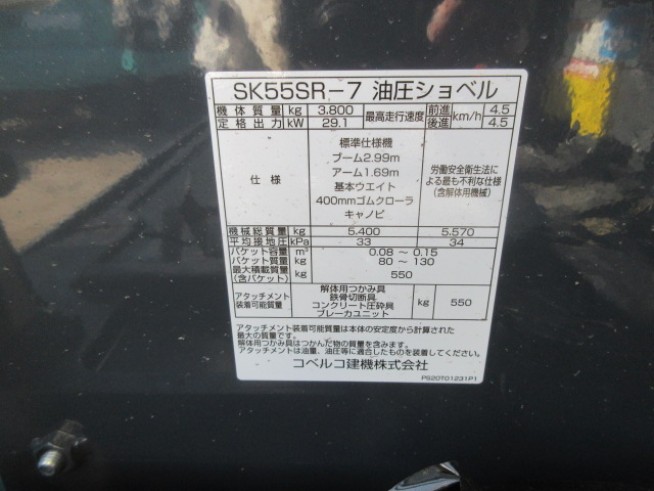 SK55SR-7 油圧ショベル
機体質量 kg 3,800 最高走行速度 前進 km/h 4.5
定格出力 kW 29.1 後進 4.5
仕様
標準仕様機
ブーム2.99m
アーム1.69m
基本ウエイト
400mmゴムクローラ
キャノピ
労働安全衛生法に
よる最も不利な仕様
(含解体用機械)
機械総質量 kg 5,400 5,570
平均接地圧 kPa 33 34
バケット容量 m³ 0.08 ~ 0.15
バケット質量 kg 80 ~ 130
最大積載質量
(含バケット) kg 550
アタッチメント
装着可能質量
解体用つかみ具
鉄骨切断具
コンクリート圧砕具
ブレーカユニット
kg 550
アタッチメント装着可能質量は本体の安定度から計算された
最大の質量です。
解体用つかみ具はつかんだ物の質量を含みます。
アタッチメントは油量、油圧等に適合したものを装着してください。
コベルコ建機株式会社
PS20T01231P1